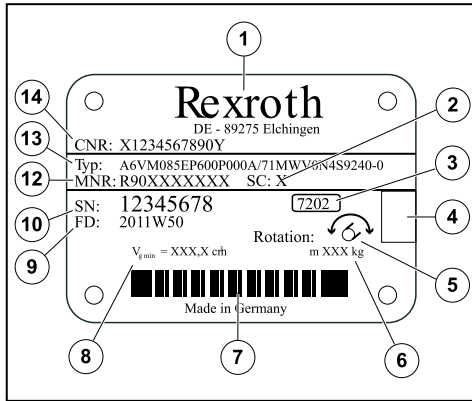 1
Rexroth
DE - 89275 Elchingen
14
CNR: X1234567890Y
2
13
Typ: A6VM085EP600P000A/71MWV0N4S9240-0
12
MNR: R90XXXXXXX SC: X
3
10
SN: 12345678
7202
4
9
FD: 2011W50
Rotation:
5
Vg min = XXX,X cm³
m XXX kg
Made in Germany
8
7
6